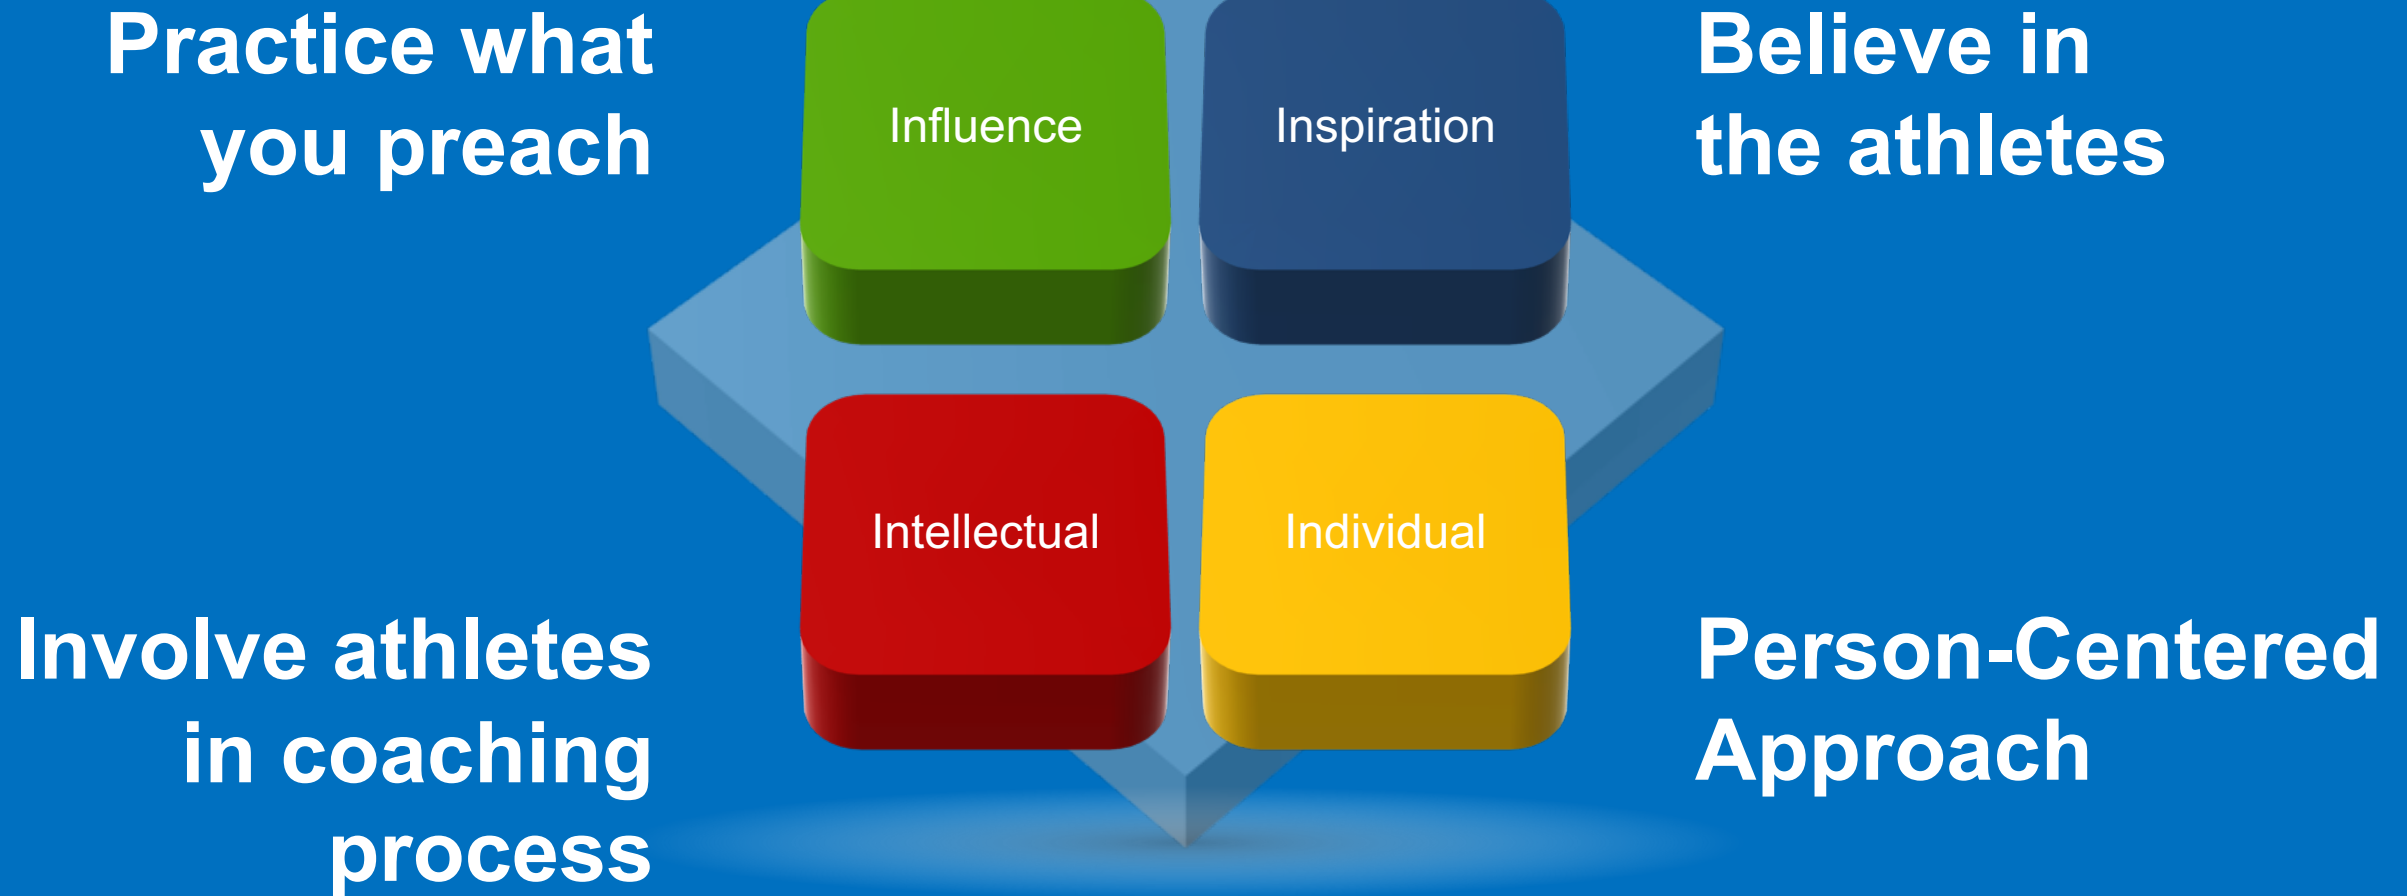 Practice what
you preach
Influence
Inspiration
Believe in
the athletes
Involve athletes
in coaching
process
Intellectual
Individual
Person-Centered
Approach